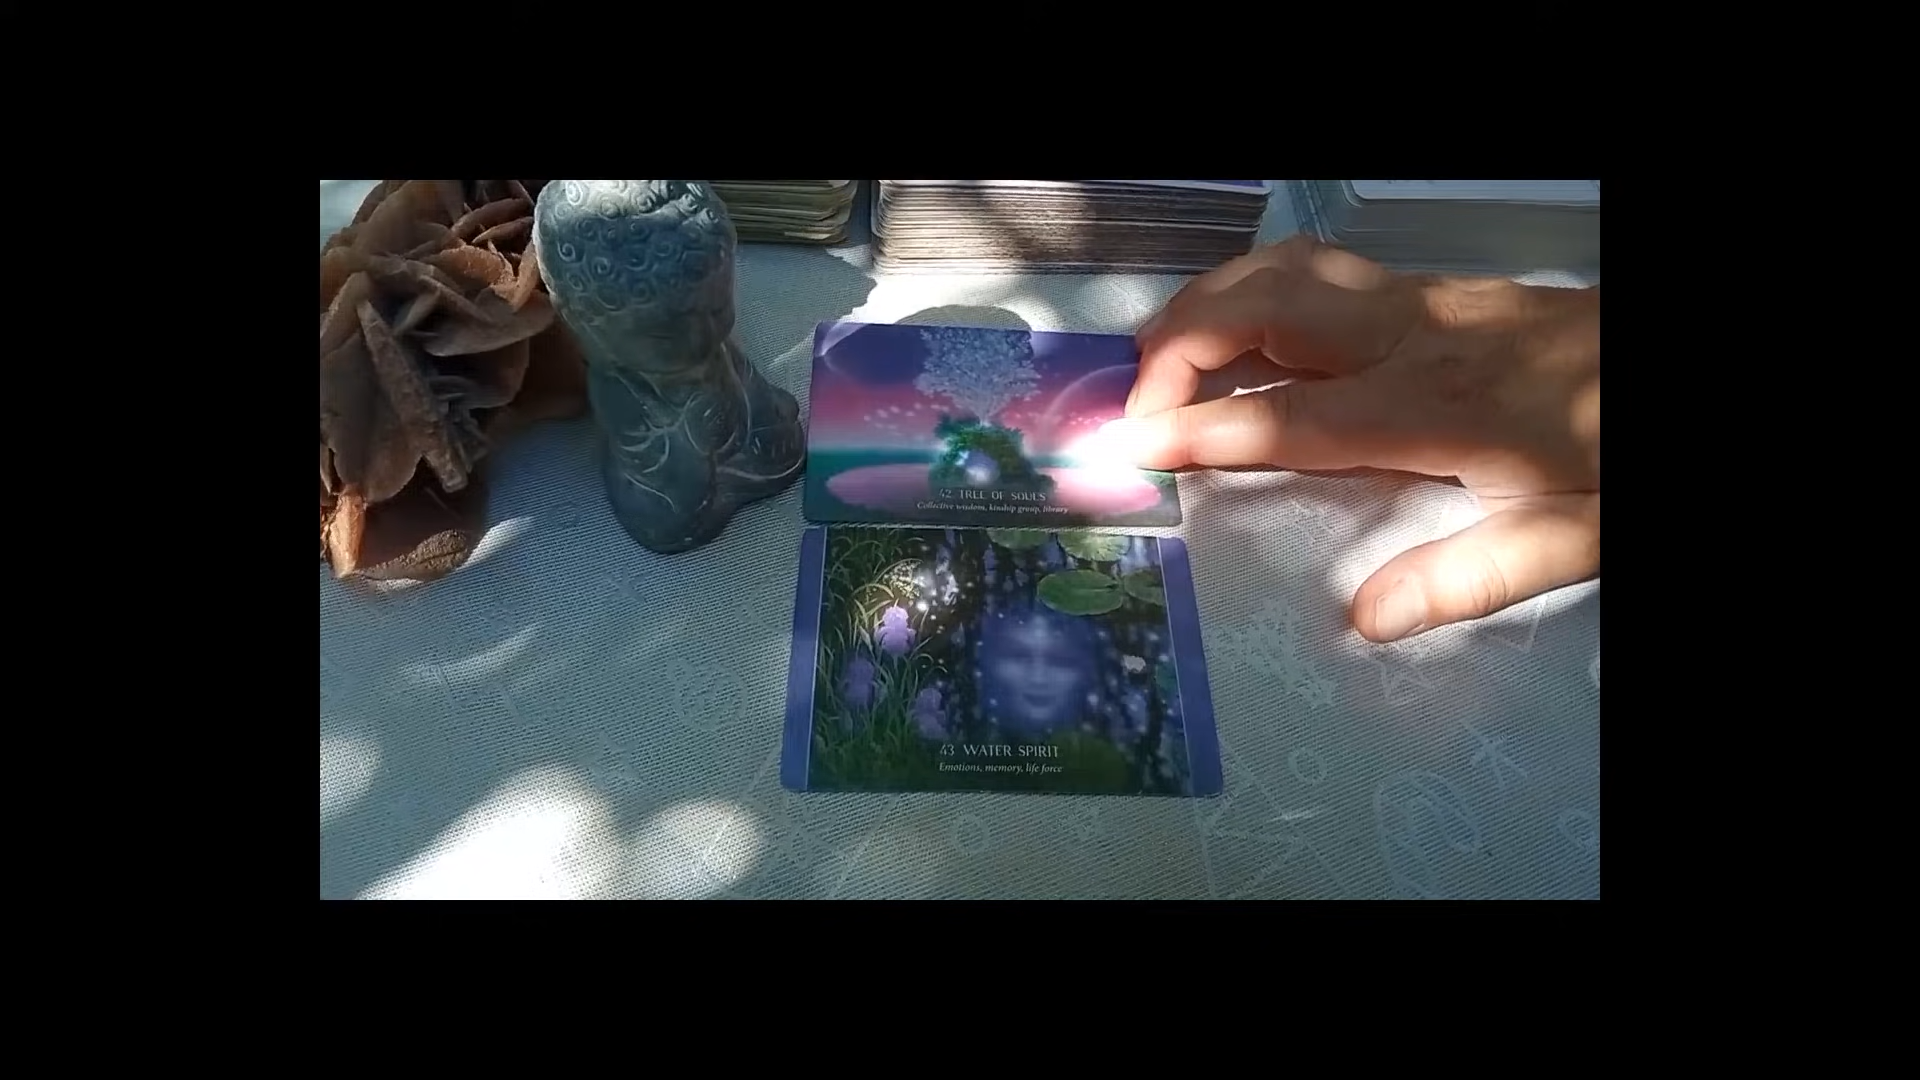 42 TREE OF SOULS
Collective wisdom, kinship group, library
43 WATER SPIRIT
Emotions, memory, life force